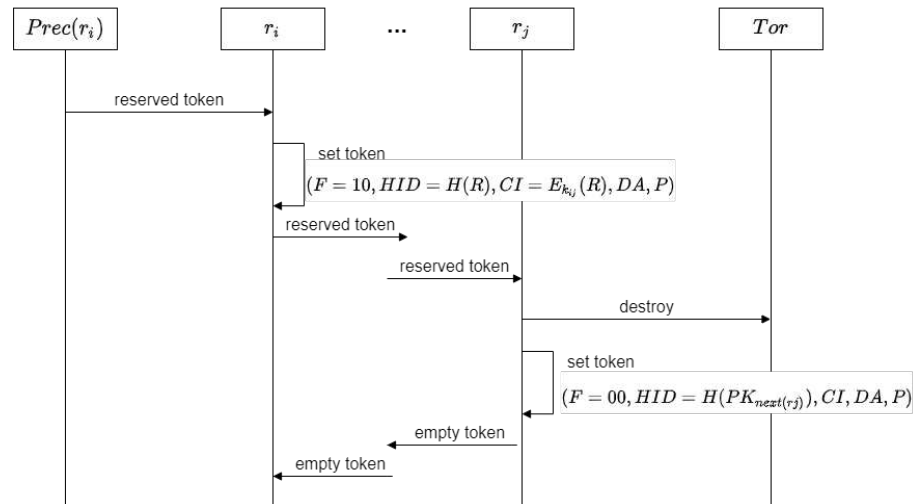 Prec(r_i) r_i ... r_j Tor
reserved token
set token
(F = 10, HID = H(R), CI = E_{k_{ij}}(R), DA, P)
reserved token
reserved token
destroy
set token
(F = 00, HID = H(PK_{next(rj)}), CI, DA, P)
empty token
empty token